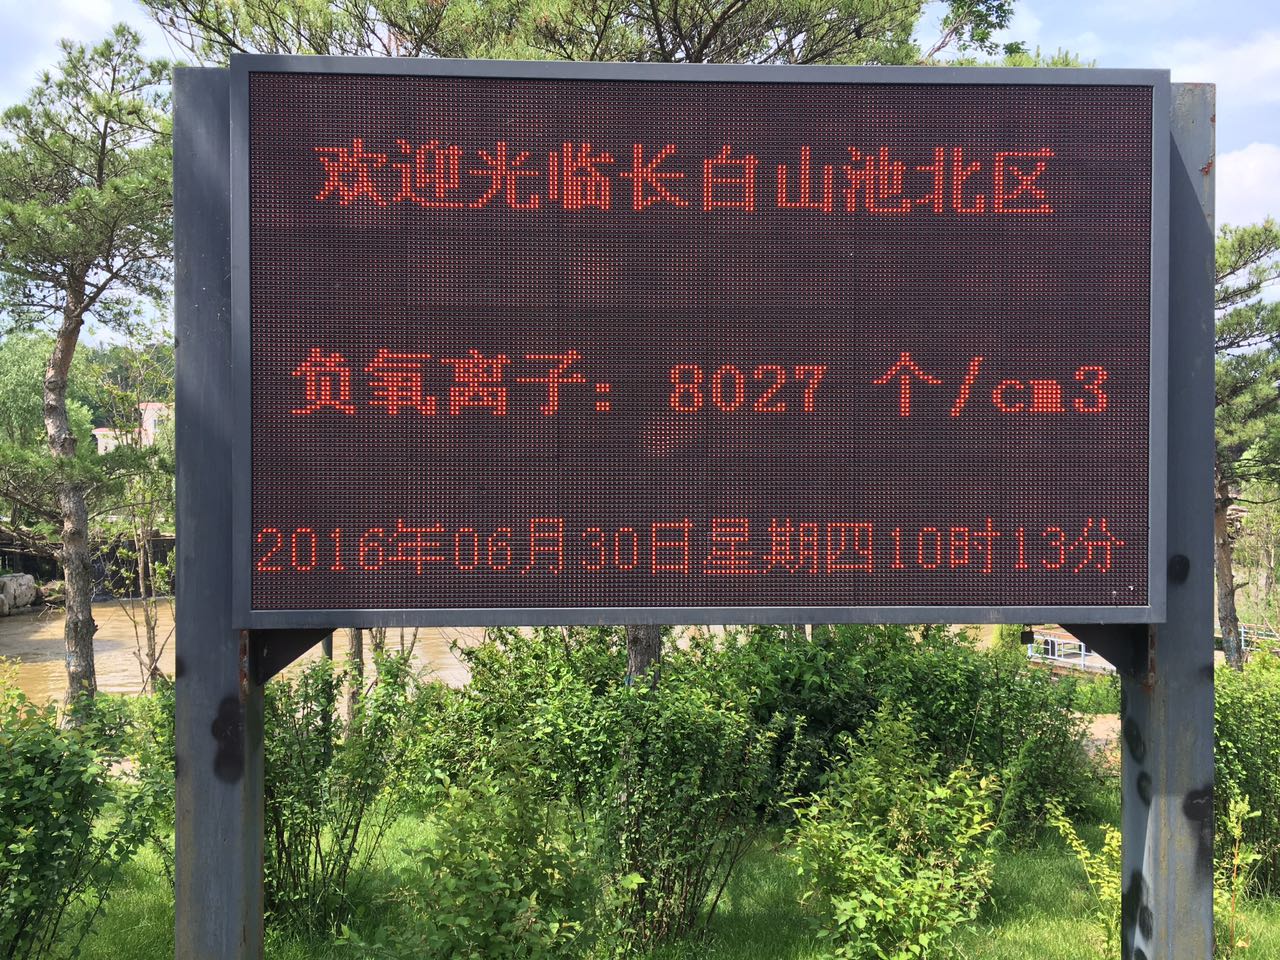 欢迎光临长白山池北区
负氧离子：8027 个/cm3
2016年06月30日星期四10时13分